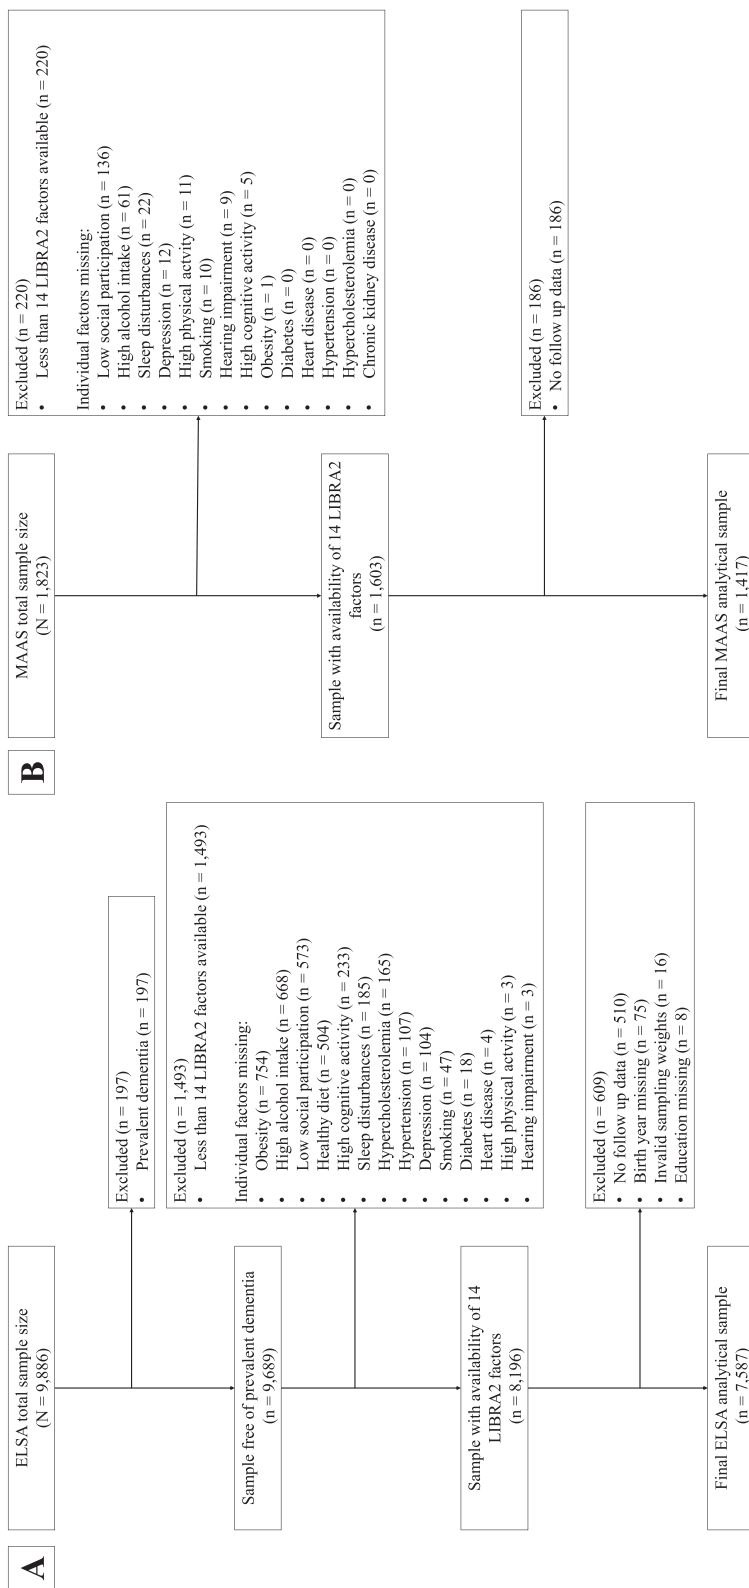 A
ELSA total sample size
(N = 9,886)
Excluded (n = 197)
• Prevalent dementia (n = 197)
Sample free of prevalent dementia
(n = 9,689)
Excluded (n = 1,493)
• Less than 14 LIBRA2 factors available (n = 1,493)
Individual factors missing:
• Obesity (n = 754)
• High alcohol intake (n = 668)
• Low social participation (n = 573)
• Healthy diet (n = 504)
• High cognitive activity (n = 233)
• Sleep disturbances (n = 185)
• Hypercholesterolemia (n = 165)
• Hypertension (n = 107)
• Depression (n = 104)
• Smoking (n = 47)
• Diabetes (n = 18)
• Heart disease (n = 4)
• High physical actvity (n = 3)
• Hearing impairment (n = 3)
Sample with availability of 14
LIBRA2 factors
(n = 8,196)
Excluded (n = 609)
• No follow up data (n = 510)
• Birth year missing (n = 75)
• Invalid sampling weights (n = 16)
• Education missing (n = 8)
Final ELSA analytical sample
(n = 7,587)
B
MAAS total sample size
(N = 1,823)
Excluded (n = 220)
• Less than 14 LIBRA2 factors available (n = 220)
Individual factors missing:
• Low social participation (n = 136)
• High alcohol intake (n = 61)
• Sleep disturbances (n = 22)
• Depression (n = 12)
• High physical actvity (n = 11)
• Smoking (n = 10)
• Hearing impairment (n = 9)
• High cognitive activity (n = 5)
• Obesity (n = 1)
• Diabetes (n = 0)
• Heart disease (n = 0)
• Hypertension (n = 0)
• Hypercholesterolemia (n = 0)
• Chronic kidney disease (n = 0)
Sample with availability of 14 LIBRA2
factors
(n = 1,603)
Excluded (n = 186)
• No follow up data (n = 186)
Final MAAS analytical sample
(n = 1,417)